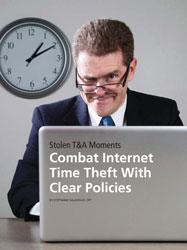 Stolen T&A Moments
Combat Internet
Time Theft With
Clear Policies